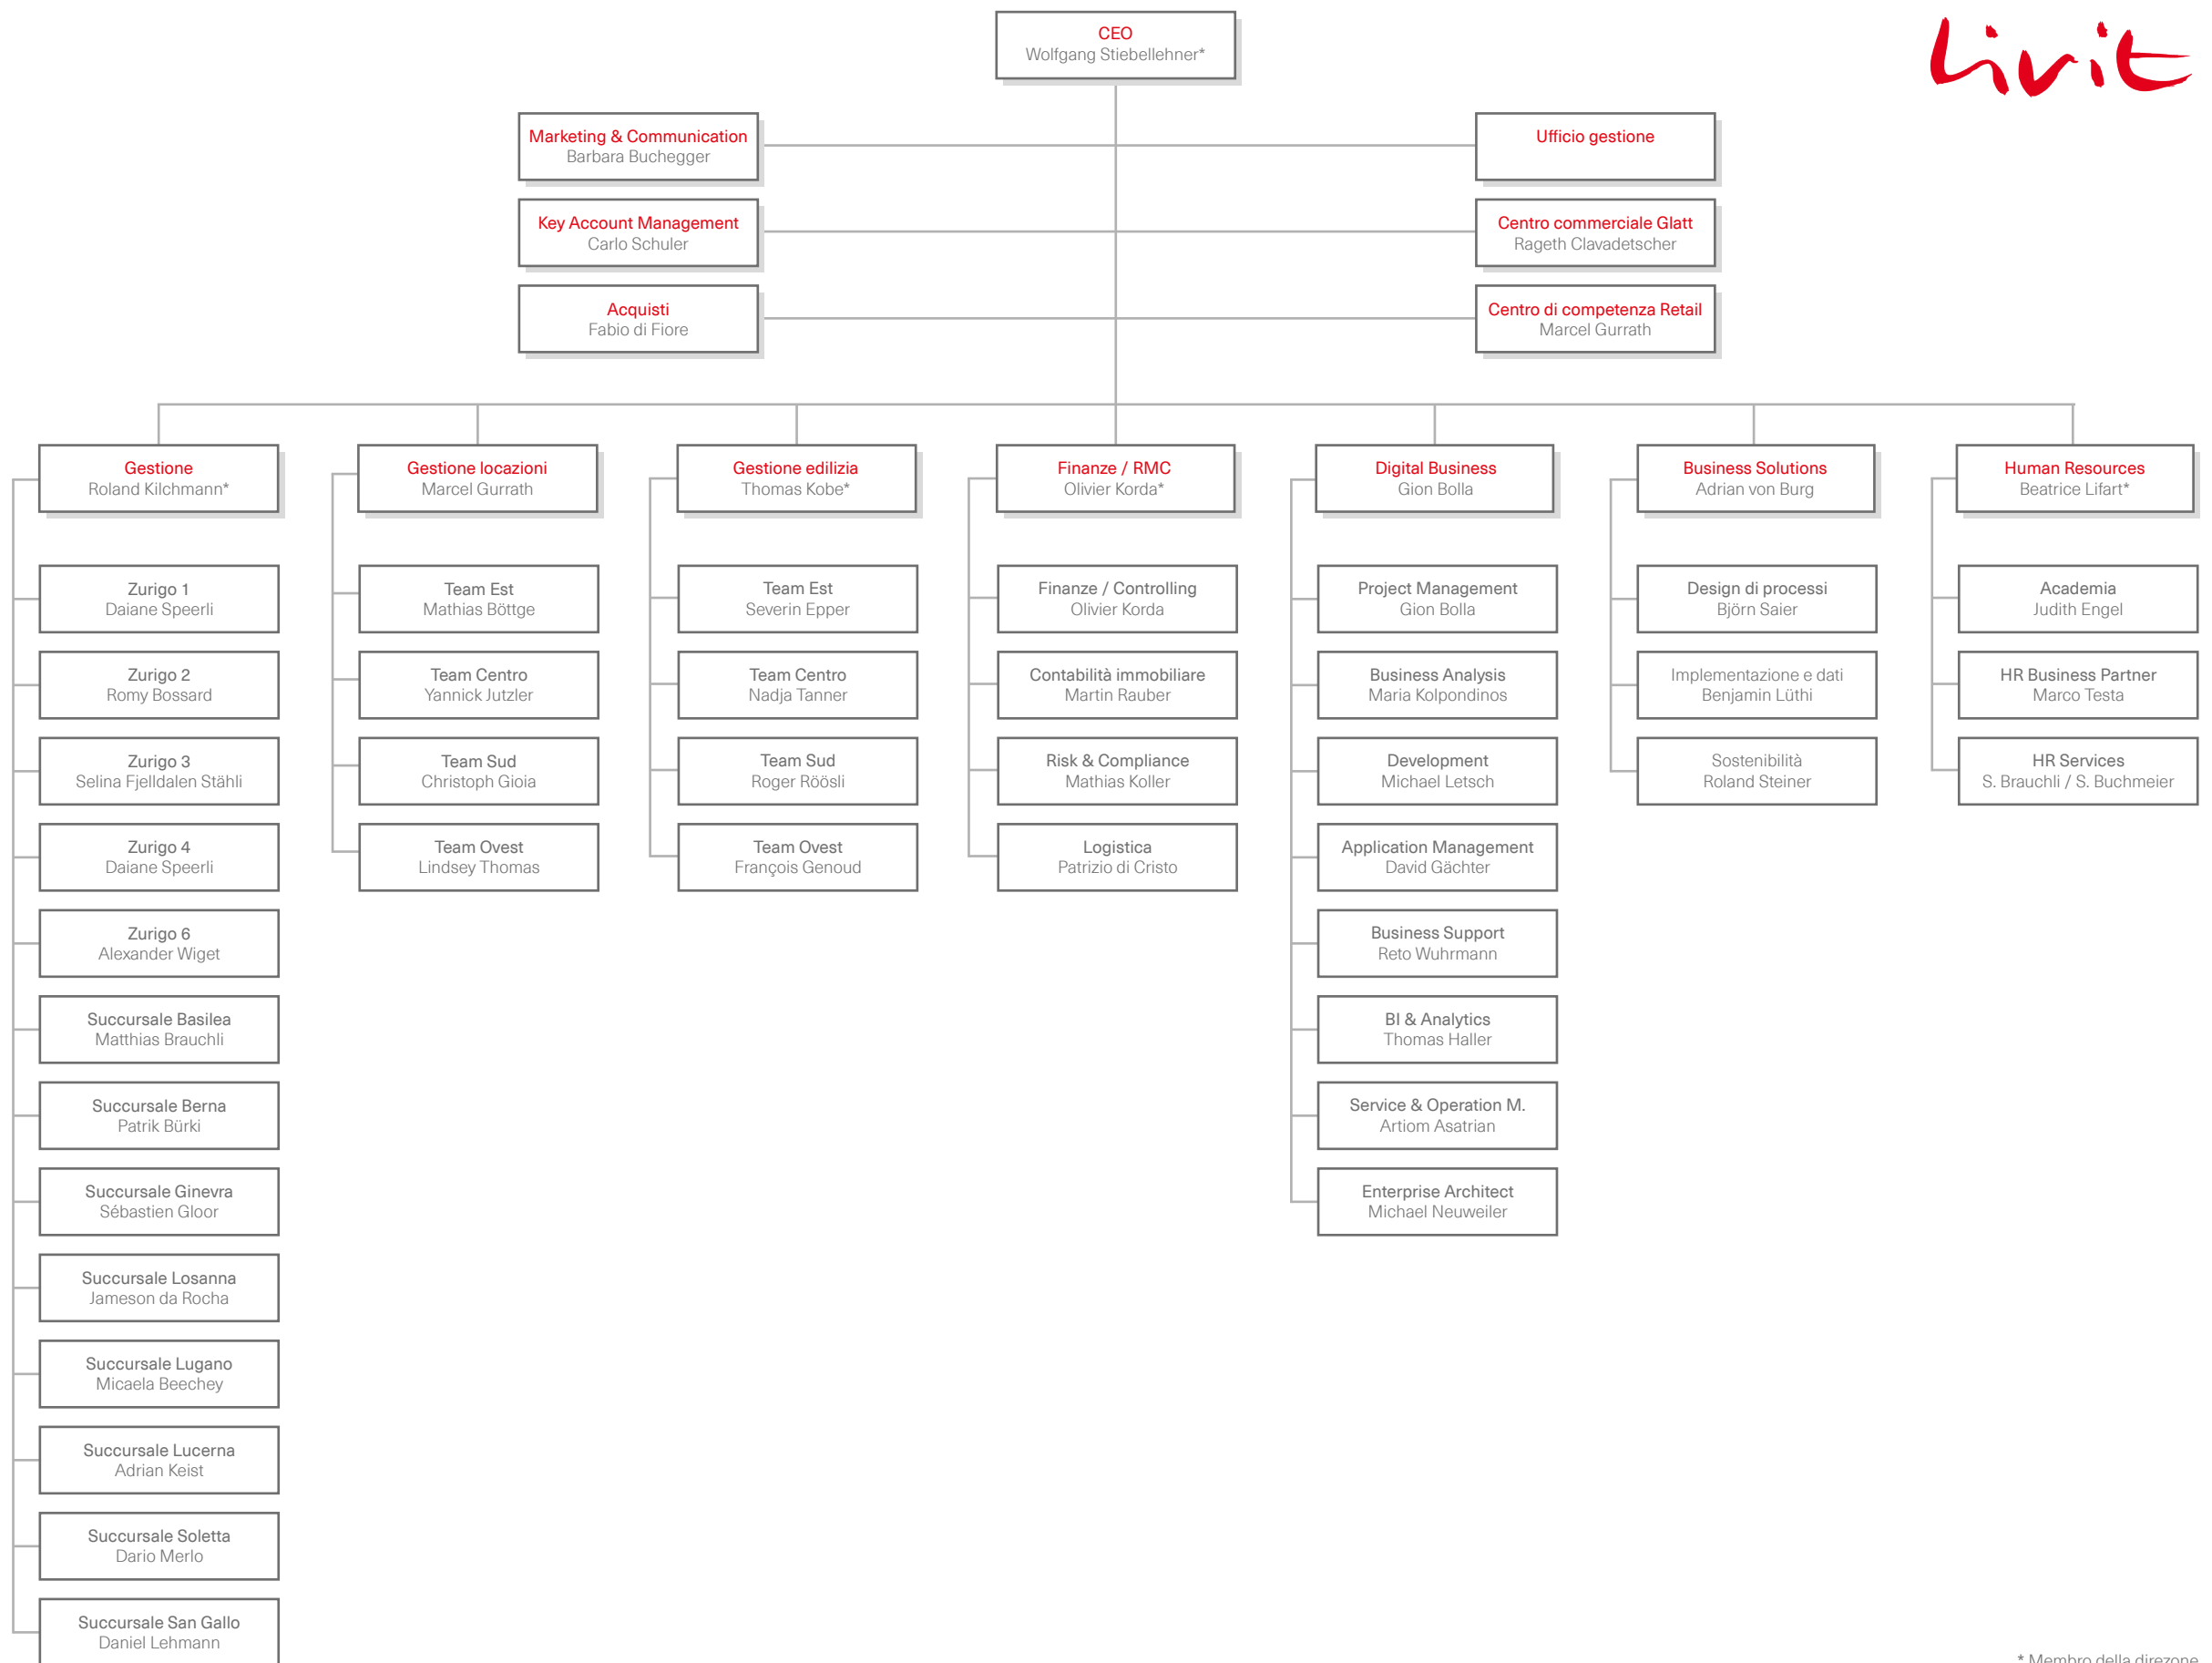 CEO
Wolfgang Stiebellehner*
Livit
Marketing & Communication
Barbara Buchegger
Ufficio gestione
Key Account Management
Carlo Schuler
Centro commerciale Glatt
Rageth Clavadetscher
Acquisti
Fabio di Fiore
Centro di competenza Retail
Marcel Gurrath
Gestione
Roland Kilchmann*
Zurigo 1
Daiane Speerli
Zurigo 2
Romy Bossard
Zurigo 3
Selina Fjelldalen Stähli
Zurigo 4
Daiane Speerli
Zurigo 6
Alexander Wiget
Succursale Basilea
Matthias Brauchli
Succursale Berna
Patrik Bürki
Succursale Ginevra
Sébastien Gloor
Succursale Losanna
Jameson da Rocha
Succursale Lugano
Micaela Beechey
Succursale Lucerna
Adrian Keist
Succursale Soletta
Dario Merlo
Succursale San Gallo
Daniel Lehmann
Gestione locazioni
Marcel Gurrath
Team Est
Mathias Böttge
Team Centro
Yannick Jutzler
Team Sud
Christoph Gioia
Team Ovest
Lindsey Thomas
Gestione edilizia
Thomas Kobe*
Team Est
Severin Epper
Team Centro
Nadja Tanner
Team Sud
Roger Röösli
Team Ovest
François Genoud
Finanze / RMC
Olivier Korda*
Finanze / Controlling
Olivier Korda
Contabilità immobiliare
Martin Rauber
Risk & Compliance
Mathias Koller
Logistica
Patrizio di Cristo
Digital Business
Gion Bolla
Project Management
Gion Bolla
Business Analysis
Maria Kolpondinos
Development
Michael Letsch
Application Management
David Gächter
Business Support
Reto Wuhrmann
BI & Analytics
Thomas Haller
Service & Operation M.
Artiom Asatrian
Enterprise Architect
Michael Neuweiler
Business Solutions
Adrian von Burg
Design di processi
Björn Saier
Implementazione e dati
Benjamin Lüthi
Sostenibilità
Roland Steiner
Human Resources
Beatrice Lifart*
Academia
Judith Engel
HR Business Partner
Marco Testa
HR Services
S. Brauchli / S. Buchmeier
* Membro della direzone